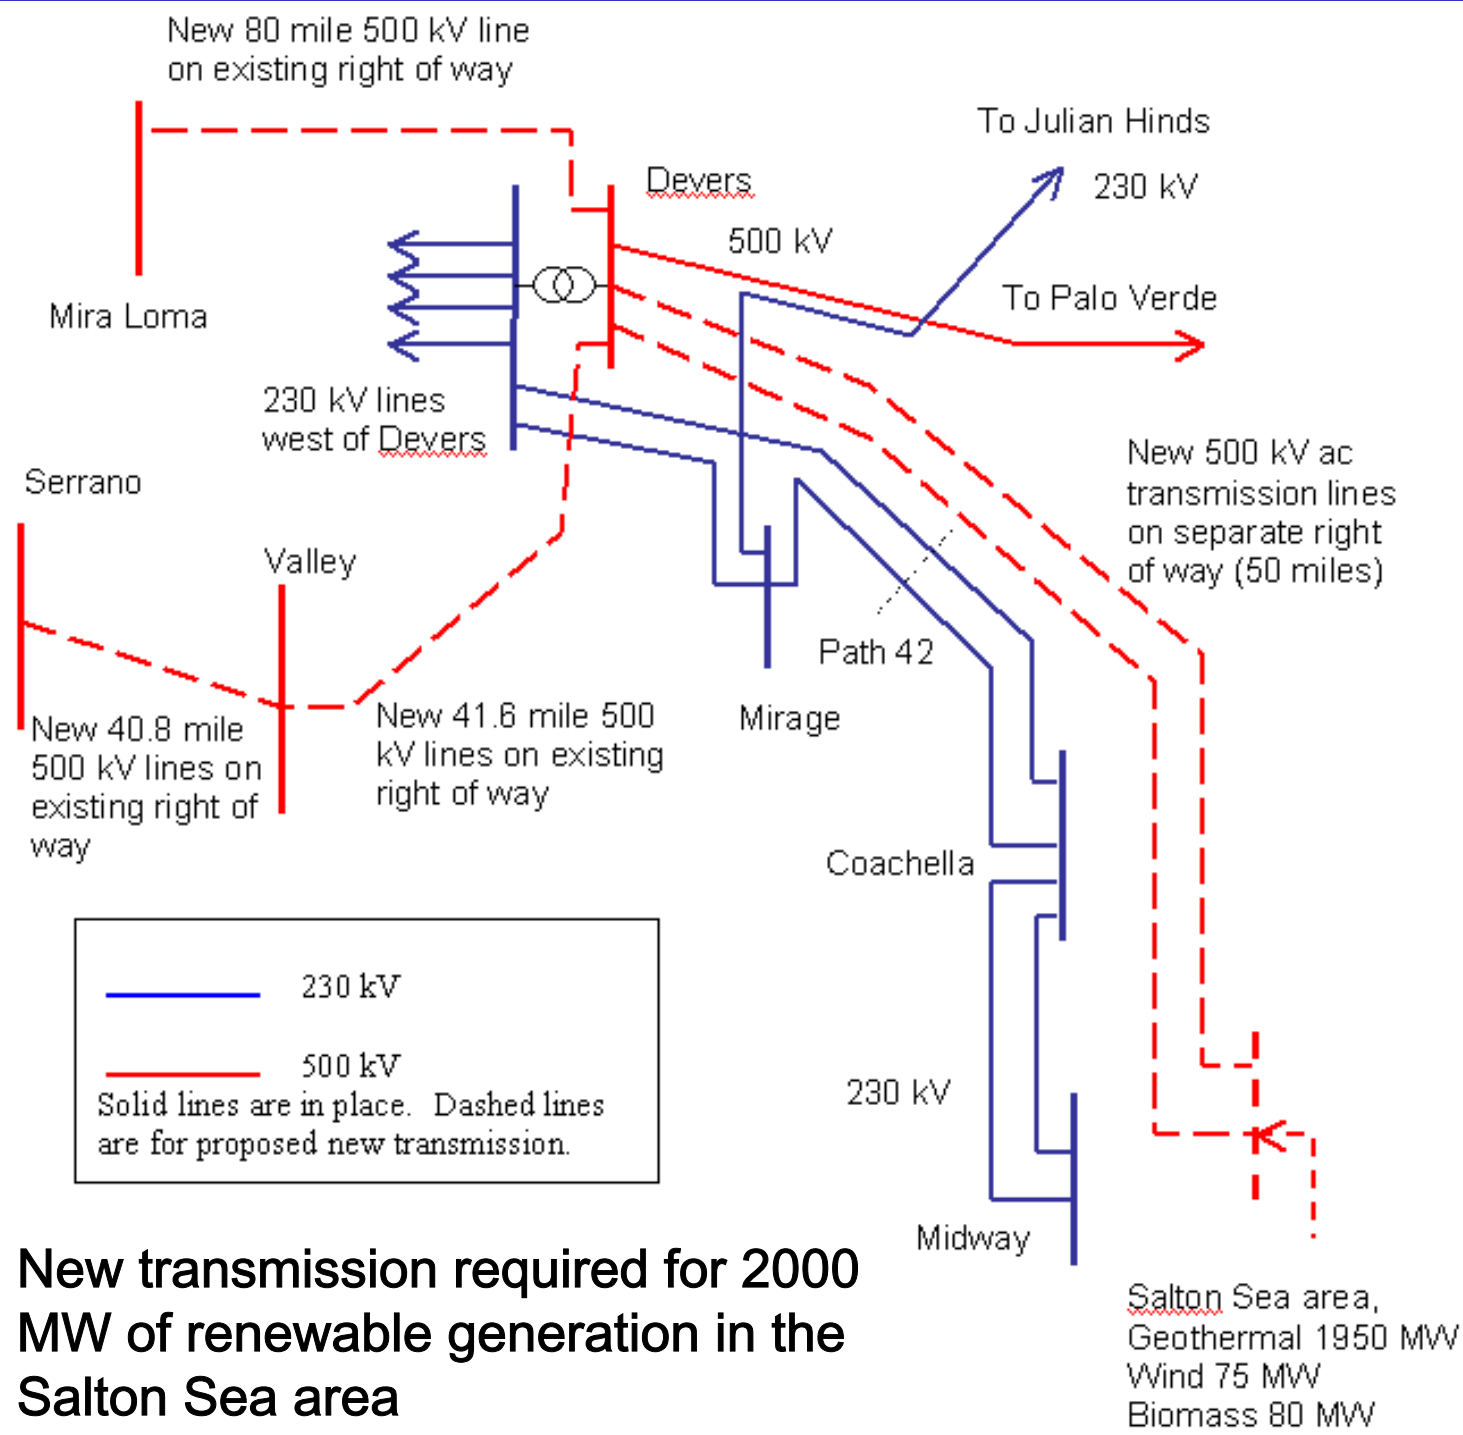 New 80 mile 500 kV line
on existing right of way
To Julian Hinds
230 kV
Devers
500 kV
To Palo Verde
Mira Loma
230 kV lines
west of Devers
Serrano
Valley
New 500 kV ac
transmission lines
on separate right
of way (50 miles)
Path 42
Mirage
New 40.8 mile
500 kV lines on
existing right of
way
New 41.6 mile 500
kV lines on existing
right of way
Coachella
230 kV
500 kV
Solid lines are in place. Dashed lines
are for proposed new transmission.
230 kV
Midway
Salton Sea area,
Geothermal 1950 MW
Wind 75 MW
Biomass 80 MW
New transmission required for 2000
MW of renewable generation in the
Salton Sea area